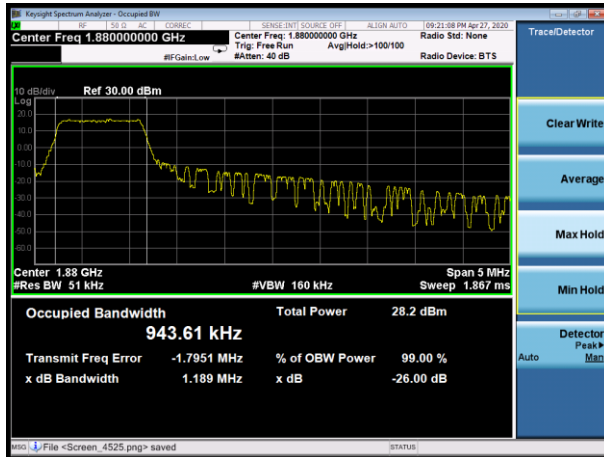 Keysight Spectrum Analyzer - Occupied BW
RF 50 Ω AC CORREC SENSE:INT SOURCE OFF ALIGN AUTO 09:21:08 PM Apr 27, 2020
Center Freq 1.880000000 GHz Center Freq: 1.880000000 GHz Radio Std: None
Trig: Free Run Avg|Hold:>100/100
#IFGain:Low #Atten: 40 dB Radio Device: BTS
10 dB/div Ref 30.00 dBm
Log
20.0
10.0
0.00
-10.0
-20.0
-30.0
-40.0
-50.0
-60.0
Center 1.88 GHz Span 5 MHz
#Res BW 51 kHz #VBW 160 kHz Sweep 1.867 ms
Occupied Bandwidth Total Power 28.2 dBm
943.61 kHz
Transmit Freq Error -1.7951 MHz % of OBW Power 99.00 %
x dB Bandwidth 1.189 MHz x dB -26.00 dB
MSG File <Screen_4525.png> saved STATUS
Trace/Detector
Clear Write
Average
Max Hold
Min Hold
Detector
Peak▶
Auto Man